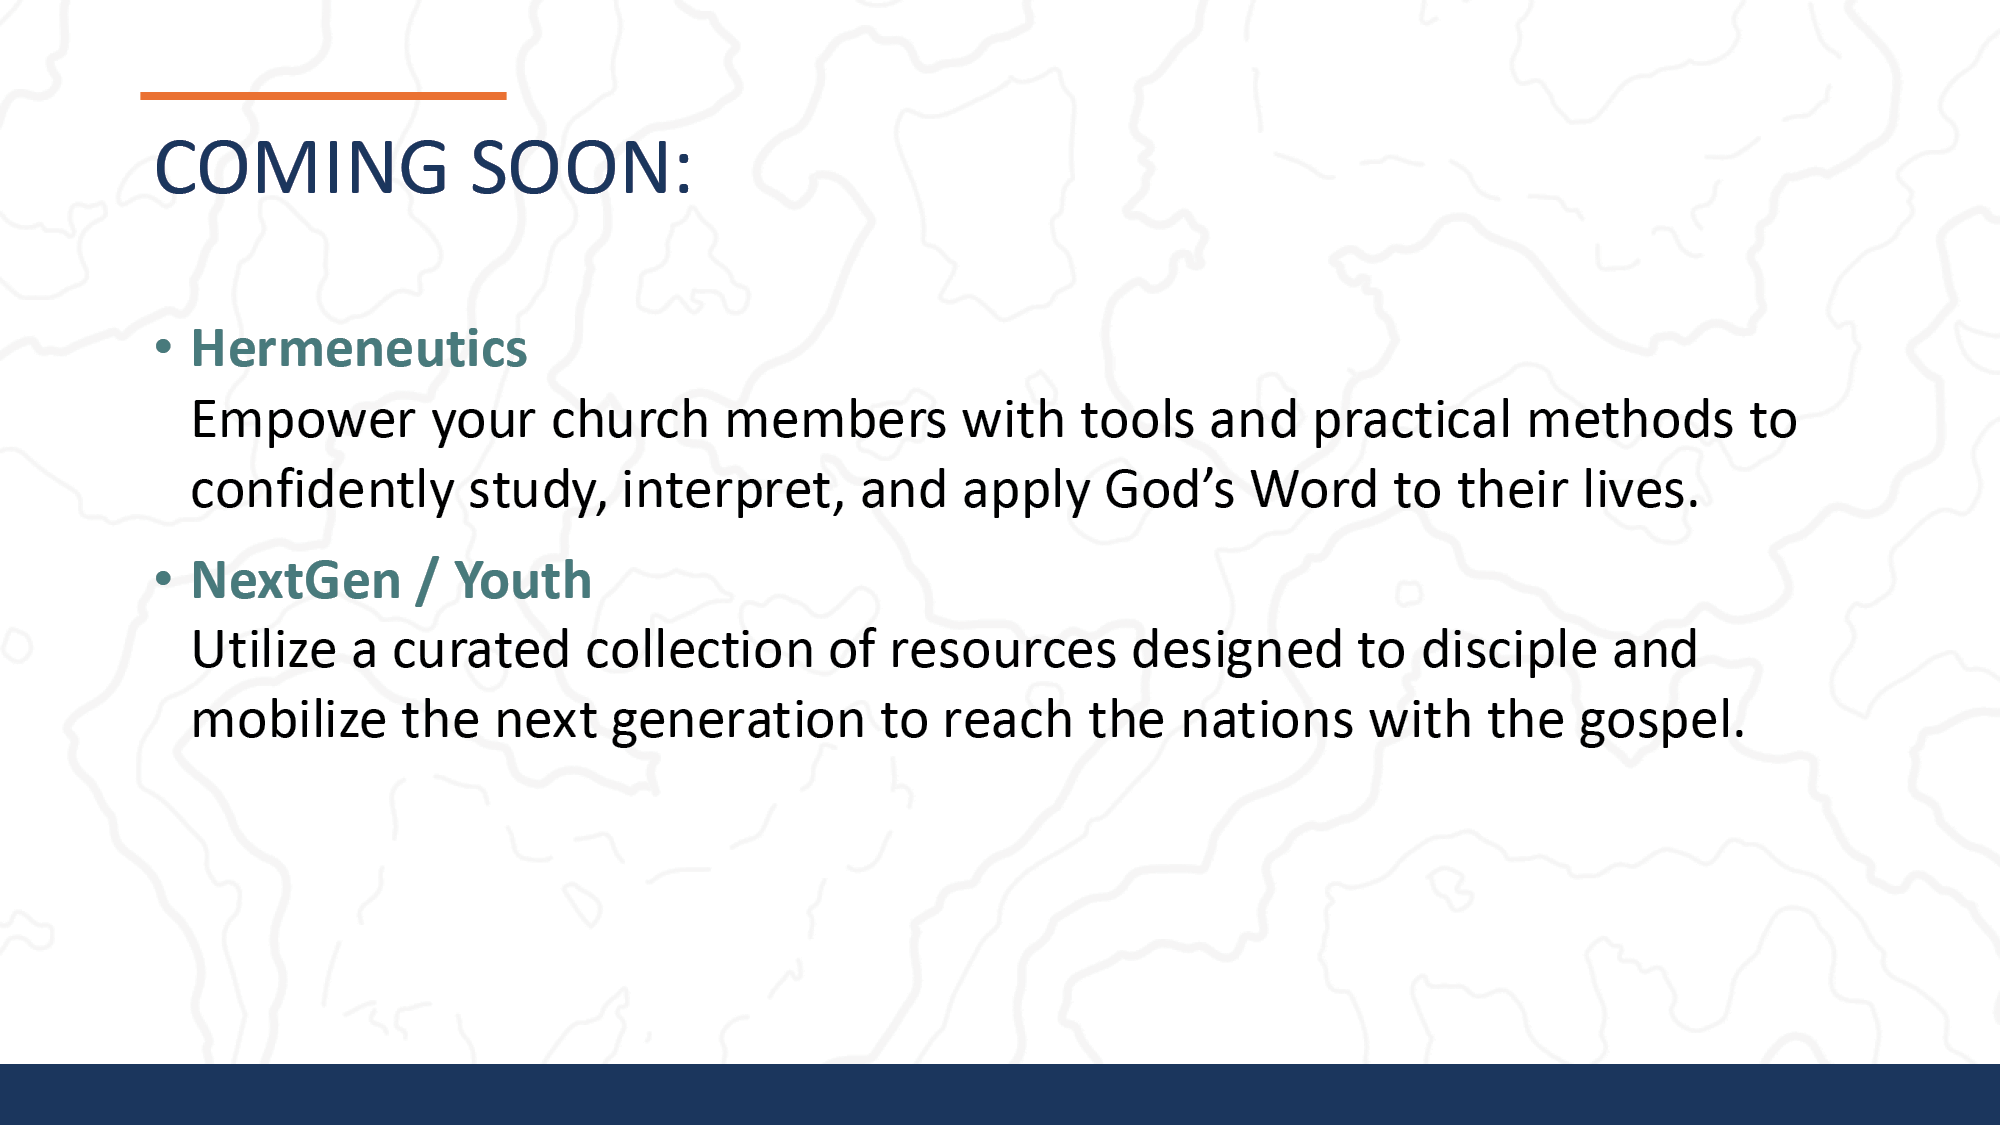 COMING SOON:
• Hermeneutics
Empower your church members with tools and practical methods to
confidently study, interpret, and apply God’s Word to their lives.
• NextGen / Youth
Utilize a curated collection of resources designed to disciple and
mobilize the next generation to reach the nations with the gospel.